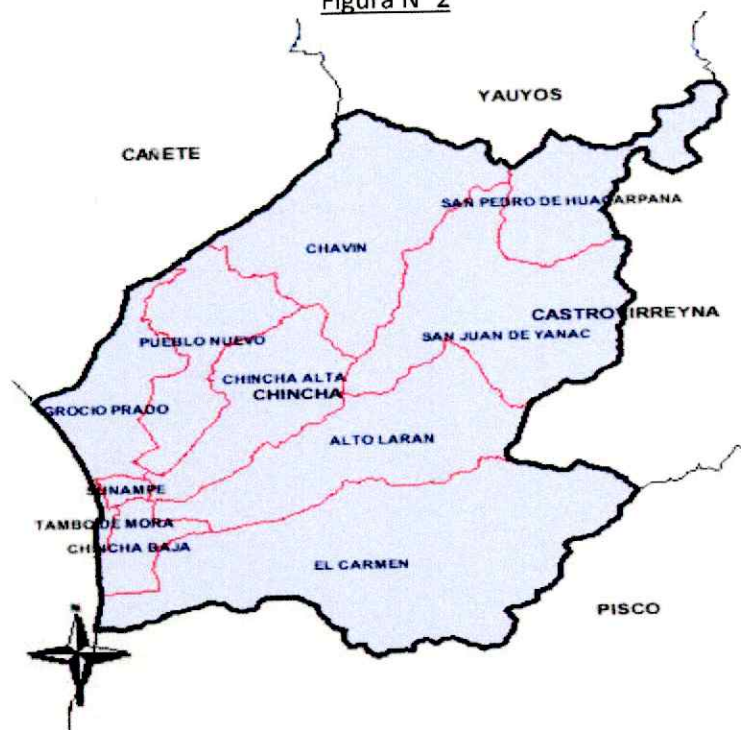 Figura N° 2
YAUYOS
CAÑETE
SAN PEDRO DE HUACARPANA
CHAVIN
CASTROVIRREYNA
SAN JUAN DE YANAC
PUEBLO NUEVO
CHINCHA ALTA
CHINCHA
GROCIO PRADO
ALTO LARAN
SUNAMPE
TAMBO DE MORA
CHINCHA BAJA
EL CARMEN
PISCO
N